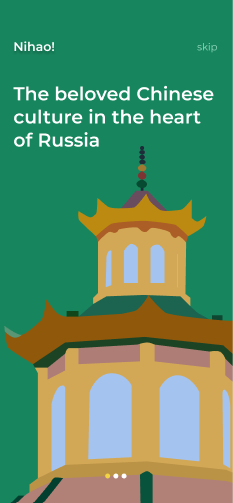 Nihao!
skip
The beloved Chinese
culture in the heart
of Russia